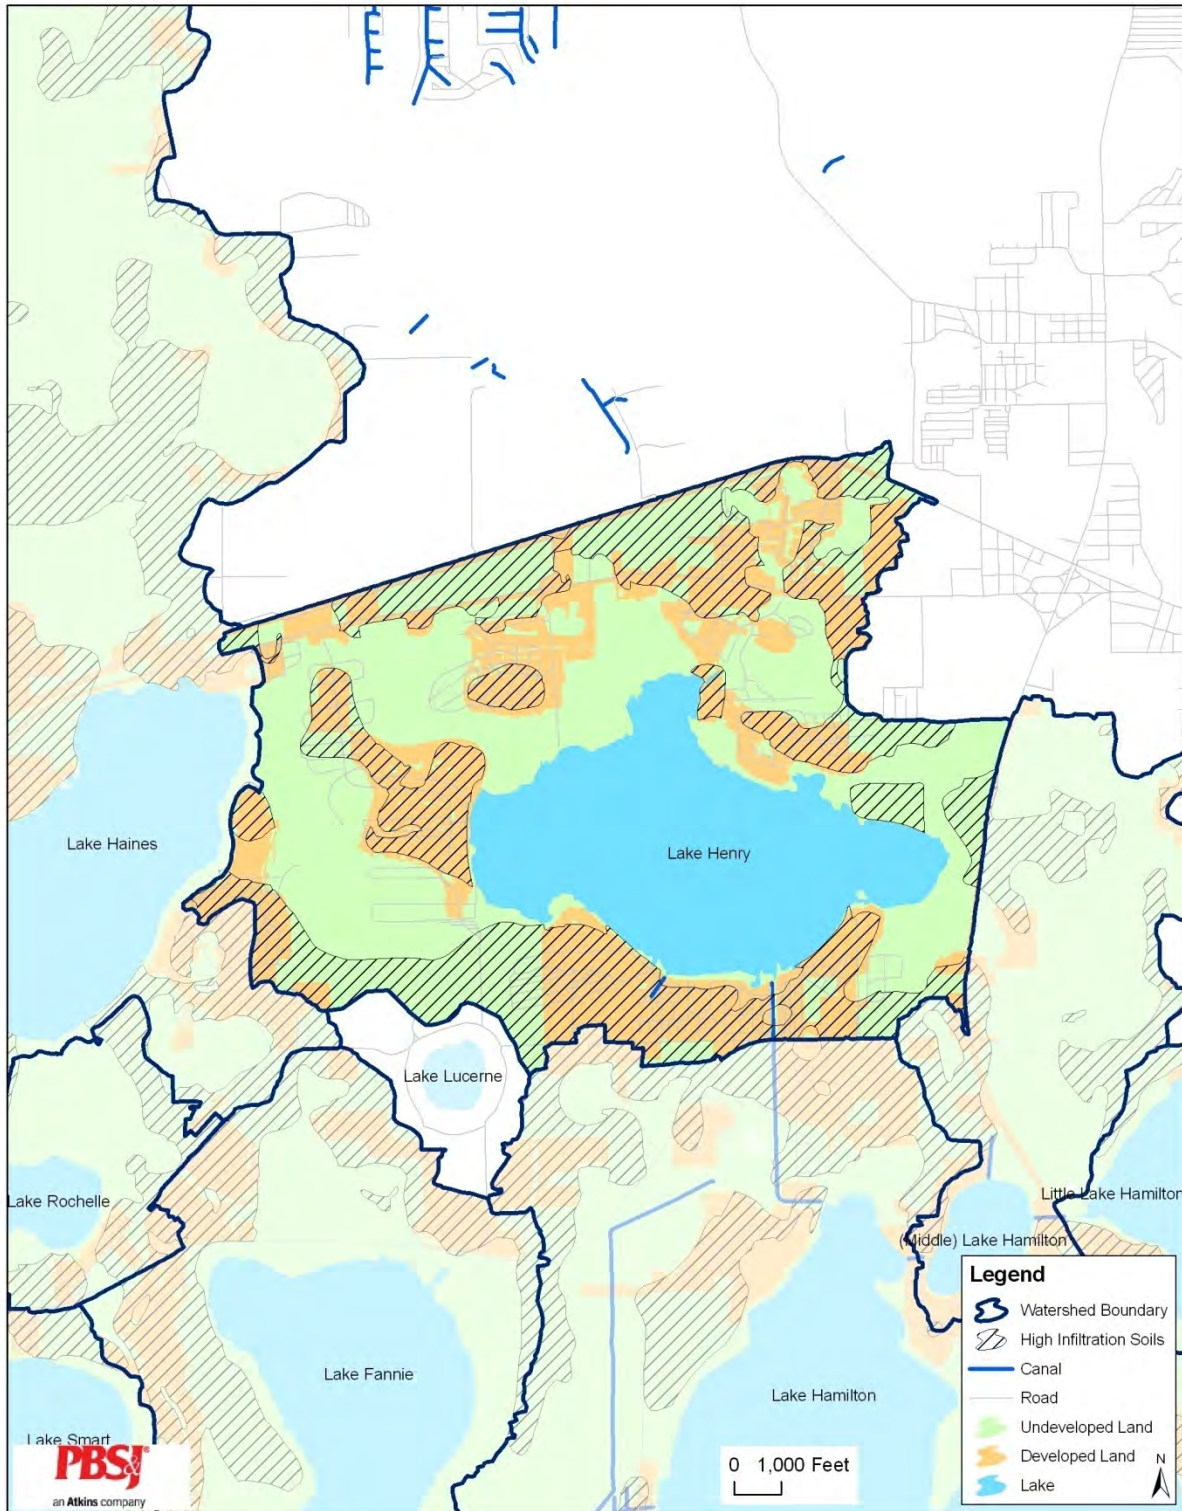 Lake Haines
Lake Henry
Lake Lucerne
Lake Rochelle
Little Lake Hamilton
(Middle) Lake Hamilton
Lake Fannie
Lake Hamilton
Lake Smart
PBS&J®
an Atkins company
0 1,000 Feet
Legend
Watershed Boundary
High Infiltration Soils
Canal
Road
Undeveloped Land
Developed Land
Lake
N